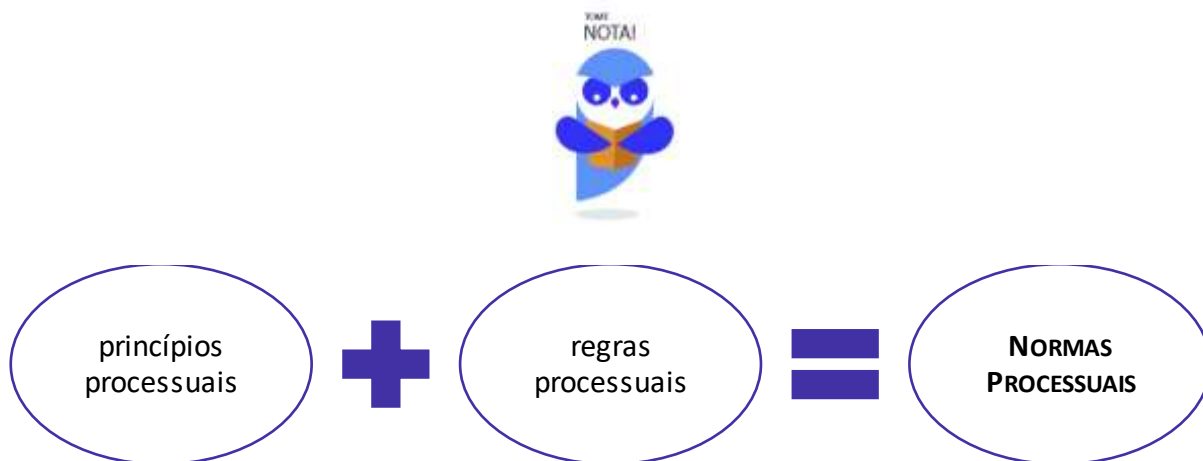 TOME
NOTA!
princípios
processuais
regras
processuais
NORMAS
PROCESSUAIS